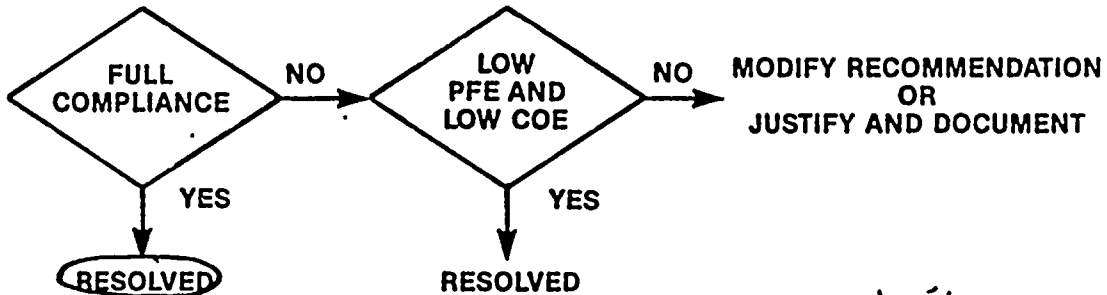 FULL
COMPLIANCE
NO
LOW
PFE AND
LOW COE
NO
MODIFY RECOMMENDATION
OR
JUSTIFY AND DOCUMENT
YES
YES
RESOLVED
RESOLVED